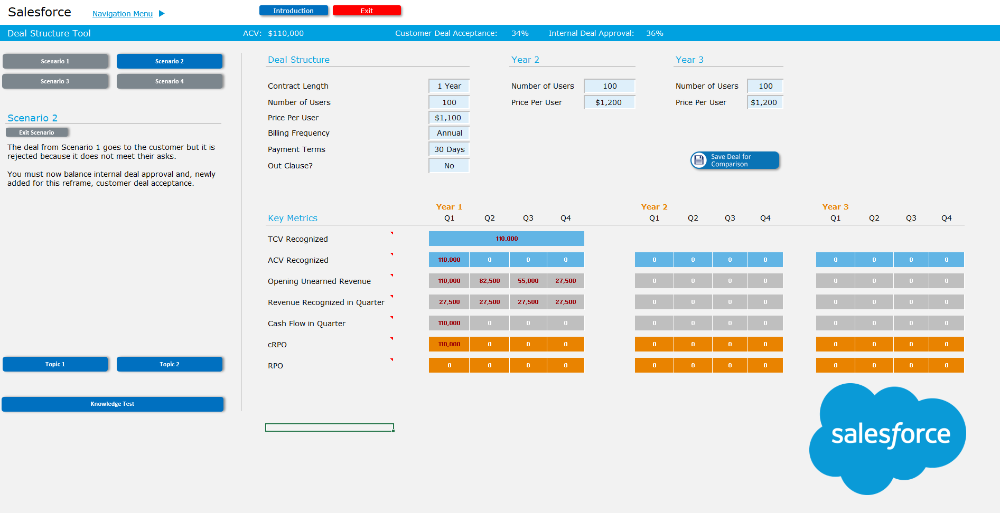 Salesforce
Navigation Menu
Introduction
Exit
Deal Structure Tool
ACV: $110,000
Customer Deal Acceptance: 34%
Internal Deal Approval: 36%
Scenario 1
Scenario 2
Scenario 3
Scenario 4
Scenario 2
Exit Scenario
The deal from Scenario 1 goes to the customer but it is
rejected because it does not meet their asks.
You must now balance internal deal approval and, newly
added for this reframe, customer deal acceptance.
Topic 1
Topic 2
Knowledge Test
Deal Structure
Contract Length 1 Year
Number of Users 100
Price Per User $1,100
Billing Frequency Annual
Payment Terms 30 Days
Out Clause? No
Year 2
Number of Users 100
Price Per User $1,200
Year 3
Number of Users 100
Price Per User $1,200
Save Deal for
Comparison
Year 1 Year 2 Year 3
Key Metrics Q1 Q2 Q3 Q4 Q1 Q2 Q3 Q4 Q1 Q2 Q3 Q4
TCV Recognized 110,000
ACV Recognized 110,000 0 0 0 0 0 0 0 0 0 0 0
Opening Unearned Revenue 110,000 82,500 55,000 27,500 0 0 0 0 0 0 0 0
Revenue Recognized in Quarter 27,500 27,500 27,500 27,500 0 0 0 0 0 0 0 0
Cash Flow in Quarter 110,000 0 0 0 0 0 0 0 0 0 0 0
cRPO 110,000 0 0 0 0 0 0 0 0 0 0 0
RPO 0 0 0 0 0 0 0 0 0 0 0 0
salesforce